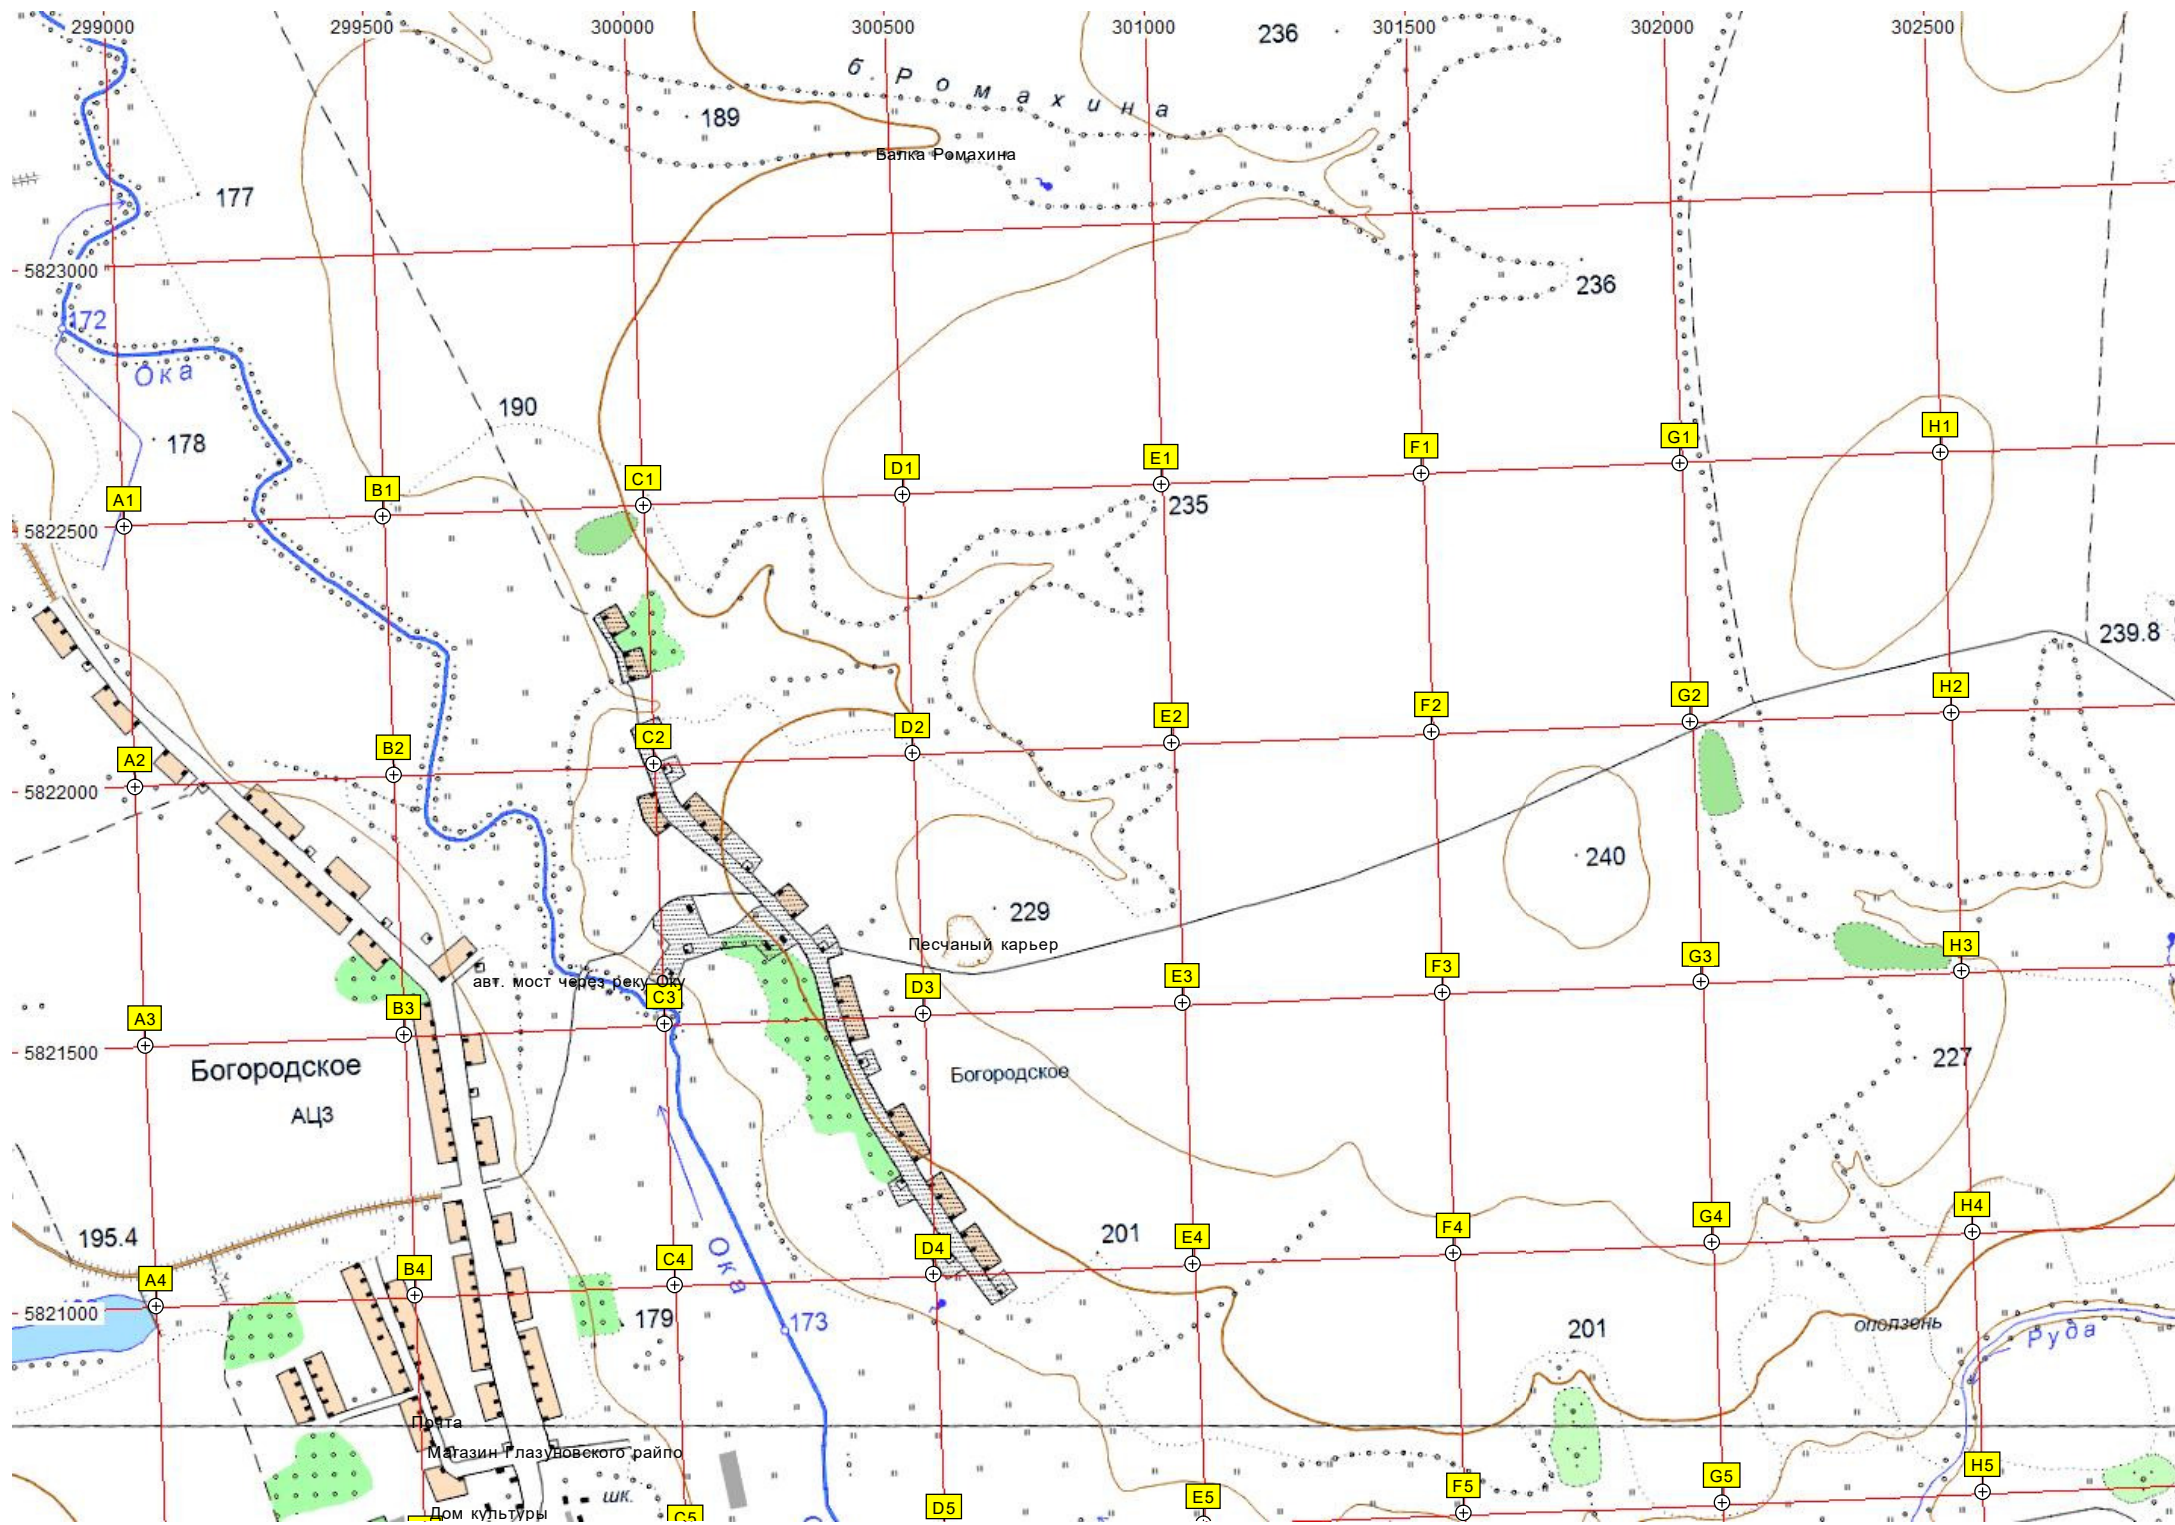 299000 299500 300000 300500 301000 301500 302000 302500
236
б. Ромахина
189
Балка Ромахина
177
5823000
236
172
Ока
190
178
A1 B1 C1 D1 E1 F1 G1 H1
235
5822500
239.8
A2 B2 C2 D2 E2 F2 G2 H2
5822000
240
229
Песчаный карьер
авт. мост через реку Оку
A3 B3 C3 D3 E3 F3 G3 H3
5821500
Богородское
АЦЗ
Богородское
227
195.4
201
A4 B4 C4 D4 E4 F4 G4 H4
Ока
5821000
179
173
201
оползень
Руда
Почта
Магазин Глазуновского райпо
шк.
Дом культуры
C5 D5 E5 F5 G5 H5